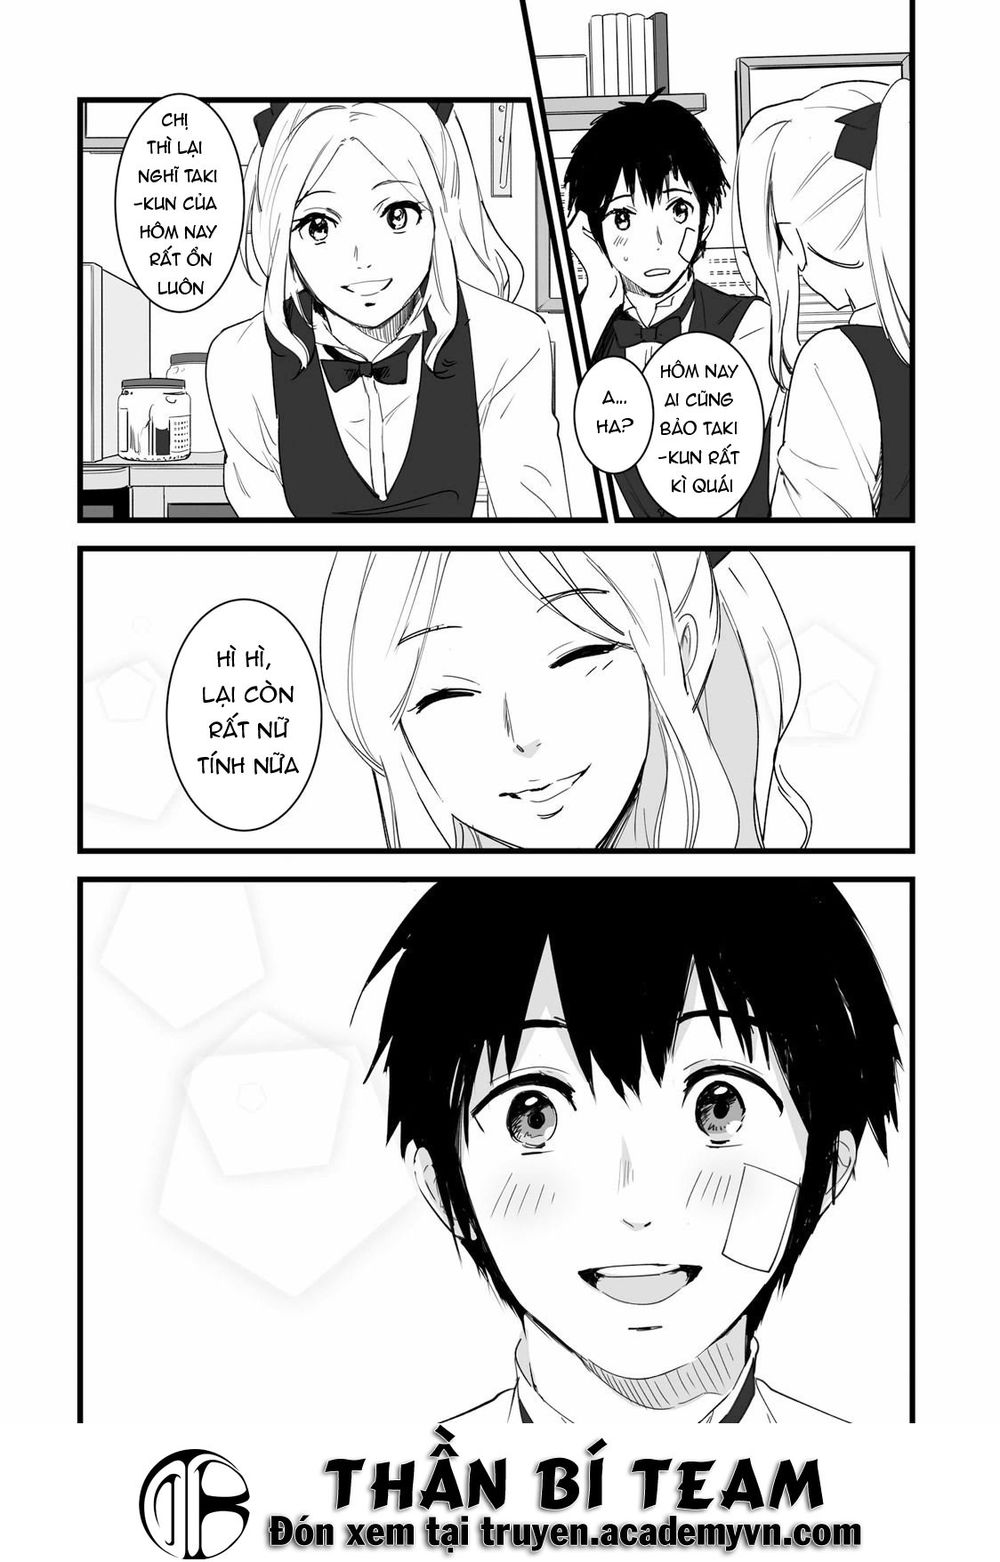 HÔM NAY
AI CŨNG
BẢO TAKI
-KUN RẤT
KÌ QUÁI
A...
HA?
CHỊ
THÌ LẠI
NGHĨ TAKI
-KUN CỦA
HÔM NAY
RẤT ỔN
LUÔN
HÌ HÌ,
LẠI CÒN
RẤT NỮ
TÍNH NỮA
THẦN BÍ TEAM
Đón xem tại truyen.academyvn.com